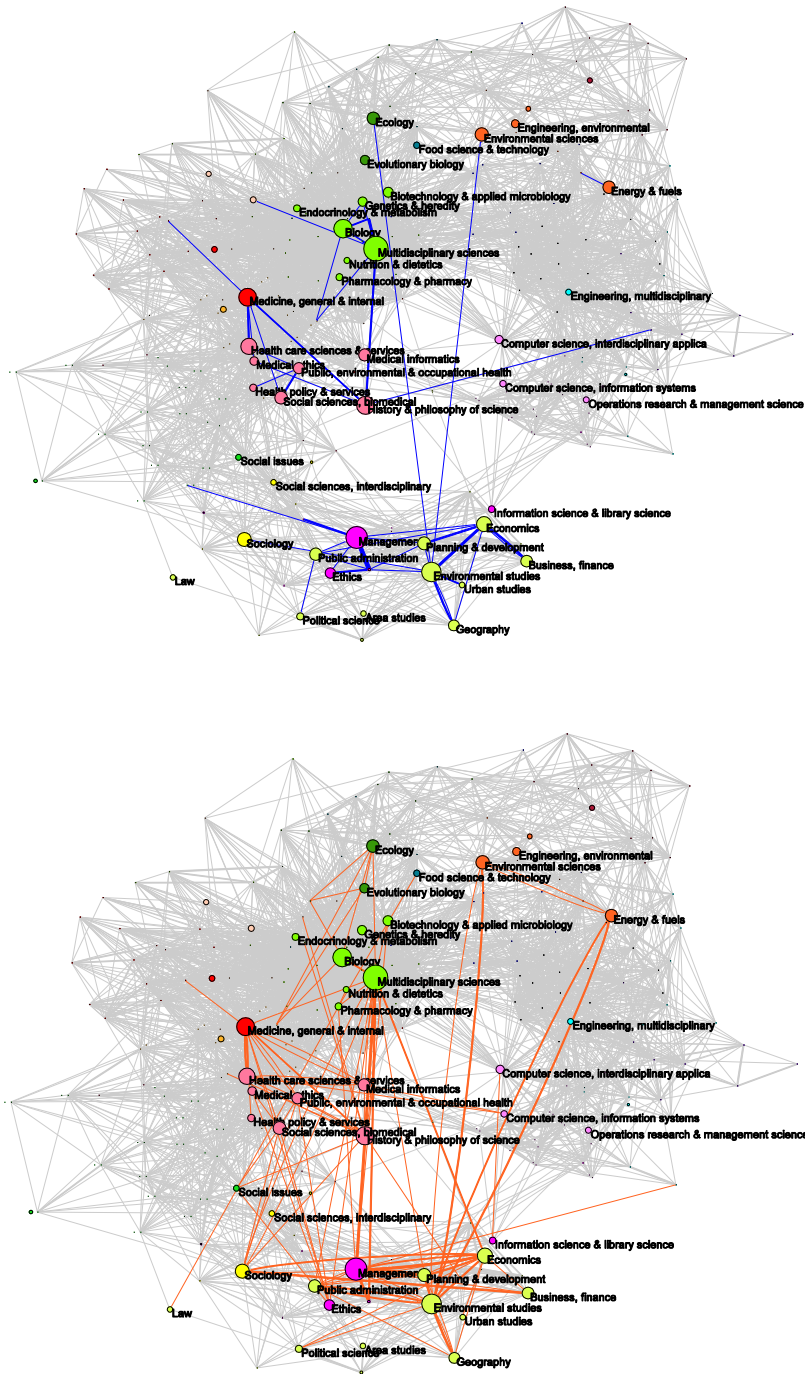 Ecology
Engineering, environmental
Environmental sciences
Food science & technology
Evolutionary biology
Energy & fuels
Biotechnology & applied microbiology
Genetics & heredity
Endocrinology & metabolism
Biology
Multidisciplinary sciences
Nutrition & dietetics
Pharmacology & pharmacy
Engineering, multidisciplinary
Medicine, general & internal
Computer science, interdisciplinary applica
Health care sciences & services
Medical informatics
Medical ethics
Public, environmental & occupational health
Computer science, information systems
Health policy & services
Social sciences, biomedical
Operations research & management science
History & philosophy of science
Social issues
Social sciences, interdisciplinary
Information science & library science
Economics
Sociology
Management
Planning & development
Public administration
Business, finance
Ethics
Environmental studies
Law
Urban studies
Political science
Area studies
Geography
Ecology
Engineering, environmental
Environmental sciences
Food science & technology
Evolutionary biology
Energy & fuels
Biotechnology & applied microbiology
Genetics & heredity
Endocrinology & metabolism
Biology
Multidisciplinary sciences
Nutrition & dietetics
Pharmacology & pharmacy
Engineering, multidisciplinary
Medicine, general & internal
Computer science, interdisciplinary applica
Health care sciences & services
Medical informatics
Medical ethics
Public, environmental & occupational health
Computer science, information systems
Health policy & services
Social sciences, biomedical
Operations research & management science
History & philosophy of science
Social issues
Social sciences, interdisciplinary
Information science & library science
Economics
Sociology
Management
Planning & development
Public administration
Business, finance
Ethics
Environmental studies
Law
Urban studies
Political science
Area studies
Geography